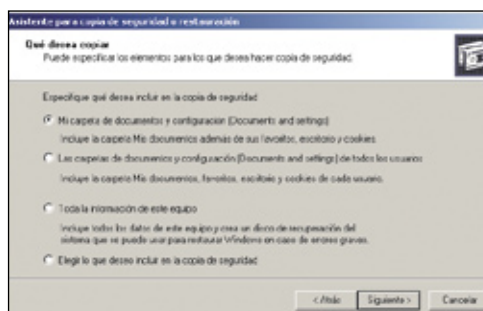 Asistente para copia de seguridad o restauración
Qué desea copiar
Puede especificar los elementos para los que desea hacer copia de seguridad.
Especifique qué desea incluir en la copia de seguridad
Mi carpeta de documentos y configuración (Documents and settings)
Incluye la carpeta Mis documentos además de sus favoritos, escritorio y cookies.
Las carpetas de documentos y configuración (Documents and settings) de todos los usuarios
Incluye la carpeta Mis documentos, favoritos, escritorio y cookies de cada usuario.
Toda la información de este equipo
Incluye todos los datos de este equipo y crea un disco de recuperación del
sistema que se puede usar para restaurar Windows en caso de errores graves.
Elegir lo que deseo incluir en la copia de seguridad
< Atrás
Siguiente >
Cancelar